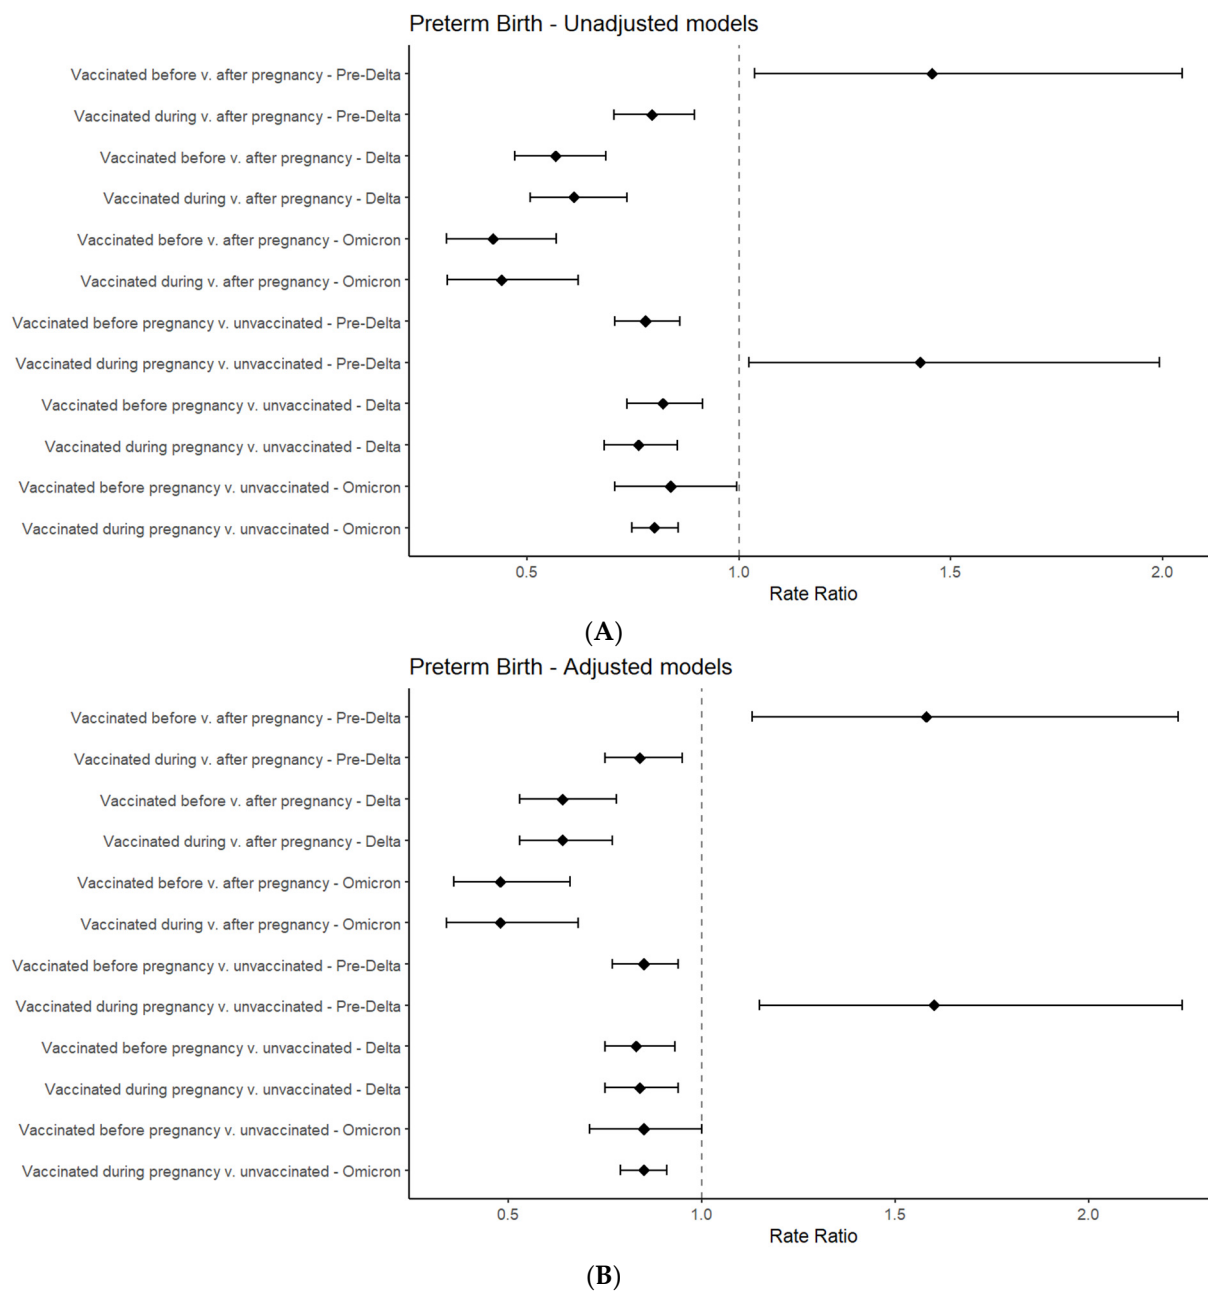 Preterm Birth - Unadjusted models
Vaccinated before v. after pregnancy - Pre-Delta
Vaccinated during v. after pregnancy - Pre-Delta
Vaccinated before v. after pregnancy - Delta
Vaccinated during v. after pregnancy - Delta
Vaccinated before v. after pregnancy - Omicron
Vaccinated during v. after pregnancy - Omicron
Vaccinated before pregnancy v. unvaccinated - Pre-Delta
Vaccinated during pregnancy v. unvaccinated - Pre-Delta
Vaccinated before pregnancy v. unvaccinated - Delta
Vaccinated during pregnancy v. unvaccinated - Delta
Vaccinated before pregnancy v. unvaccinated - Omicron
Vaccinated during pregnancy v. unvaccinated - Omicron
0.5 1.0 1.5 2.0
Rate Ratio
(A)
Preterm Birth - Adjusted models
Vaccinated before v. after pregnancy - Pre-Delta
Vaccinated during v. after pregnancy - Pre-Delta
Vaccinated before v. after pregnancy - Delta
Vaccinated during v. after pregnancy - Delta
Vaccinated before v. after pregnancy - Omicron
Vaccinated during v. after pregnancy - Omicron
Vaccinated before pregnancy v. unvaccinated - Pre-Delta
Vaccinated during pregnancy v. unvaccinated - Pre-Delta
Vaccinated before pregnancy v. unvaccinated - Delta
Vaccinated during pregnancy v. unvaccinated - Delta
Vaccinated before pregnancy v. unvaccinated - Omicron
Vaccinated during pregnancy v. unvaccinated - Omicron
0.5 1.0 1.5 2.0
Rate Ratio
(B)